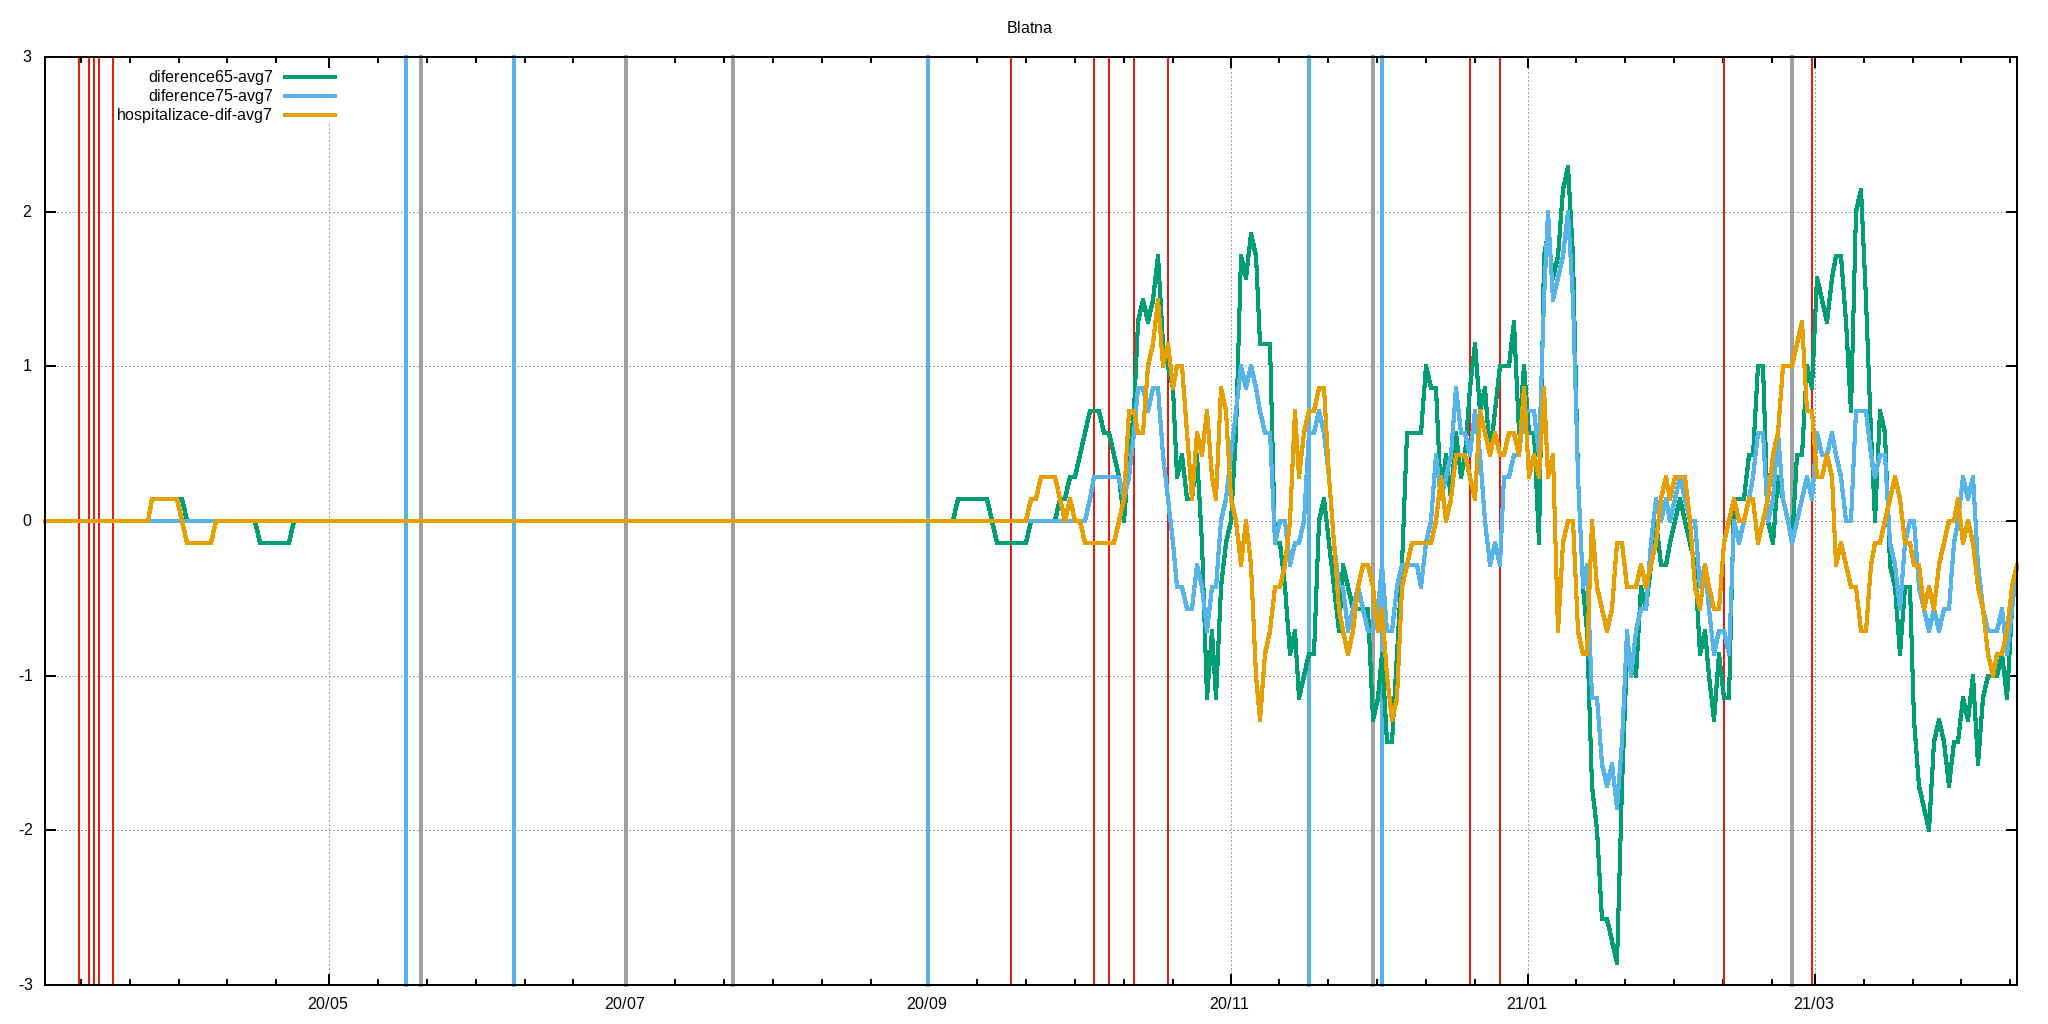 Blatna
3
diference65-avg7
diference75-avg7
hospitalizace-dif-avg7
2
1
0
-1
-2
-3
20/05 20/07 20/09 20/11 21/01 21/03